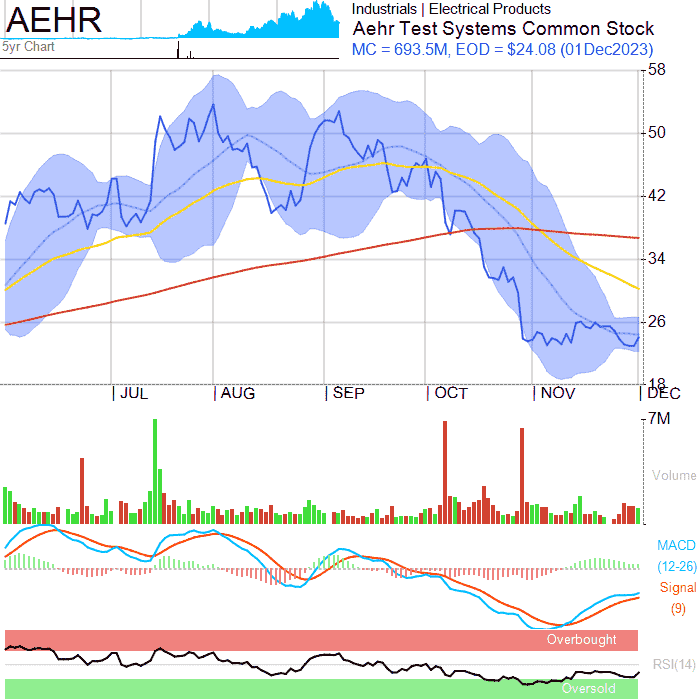 AEHR
Industrials | Electrical Products
Aehr Test Systems Common Stock
MC = 693.5M, EOD = $24.08 (01Dec2023)
5yr Chart
58
50
42
34
26
18
JUL AUG SEP OCT NOV DEC
7M
Volume
MACD
(12-26)
Signal
(9)
Overbought
RSI(14)
Oversold